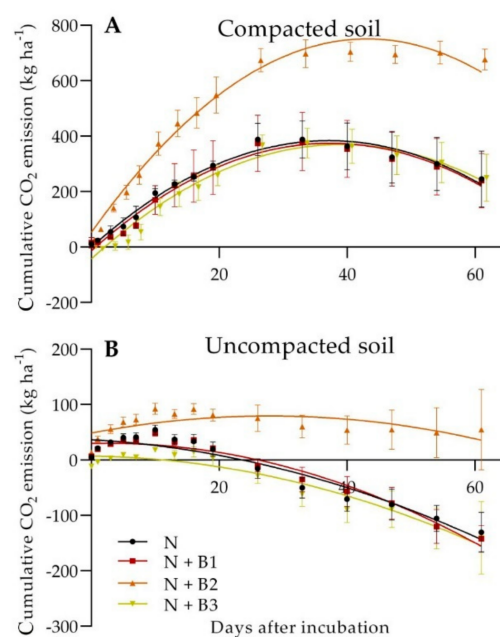 A
Compacted soil
Cumulative CO2 emission (kg ha-1)
800
600
400
200
0
-200
20
40
60
B
Uncompacted soil
Cumulative CO2 emission (kg ha-1)
200
100
0
-100
-200
-300
20
40
60
N
N + B1
N + B2
N + B3
Days after incubation